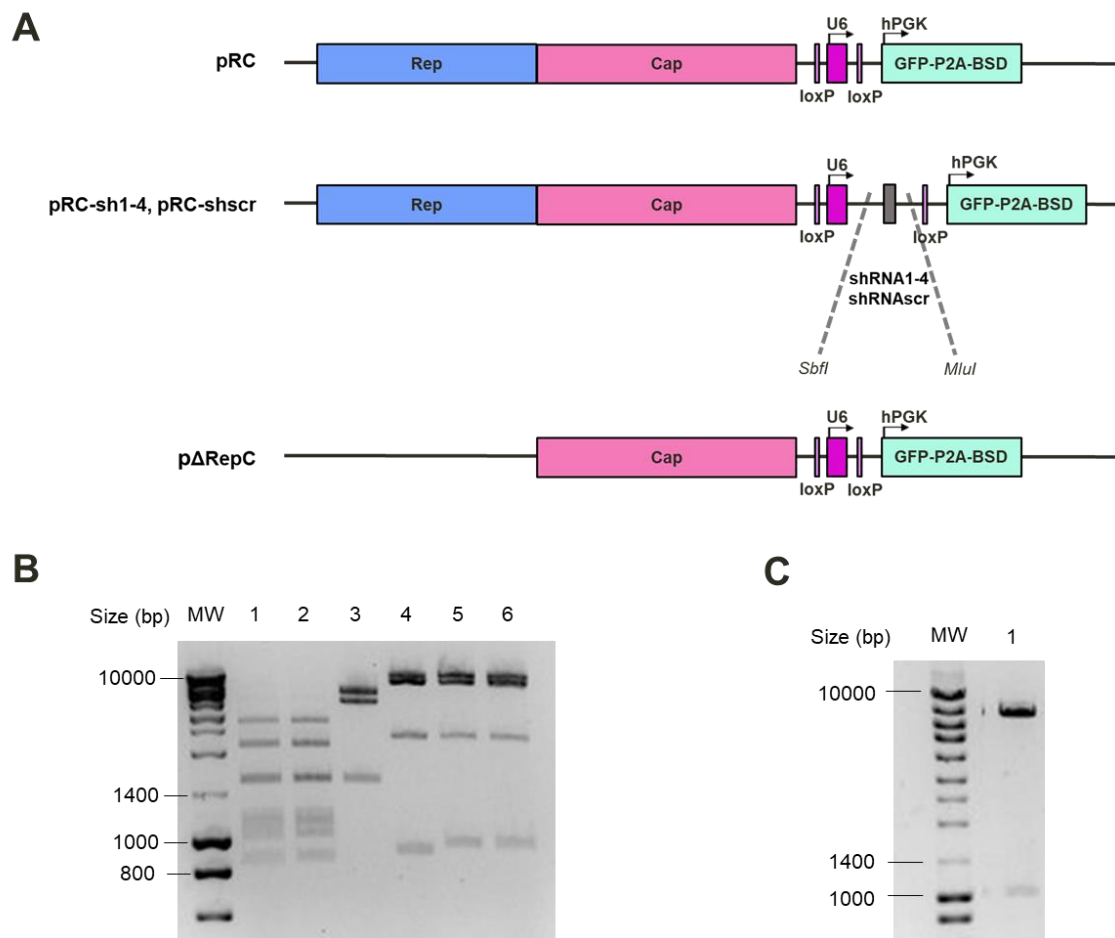 A
U6 hPGK
pRC Rep Cap GFP-P2A-BSD
loxP loxP
U6 hPGK
pRC-sh1-4, pRC-shscr Rep Cap GFP-P2A-BSD
loxP loxP
shRNA1-4
shRNAscr
SbfI MluI
U6 hPGK
pΔRepC Cap GFP-P2A-BSD
loxP loxP
B
Size (bp) MW 1 2 3 4 5 6
10000
1400
1000
800
C
Size (bp) MW 1
10000
1400
1000